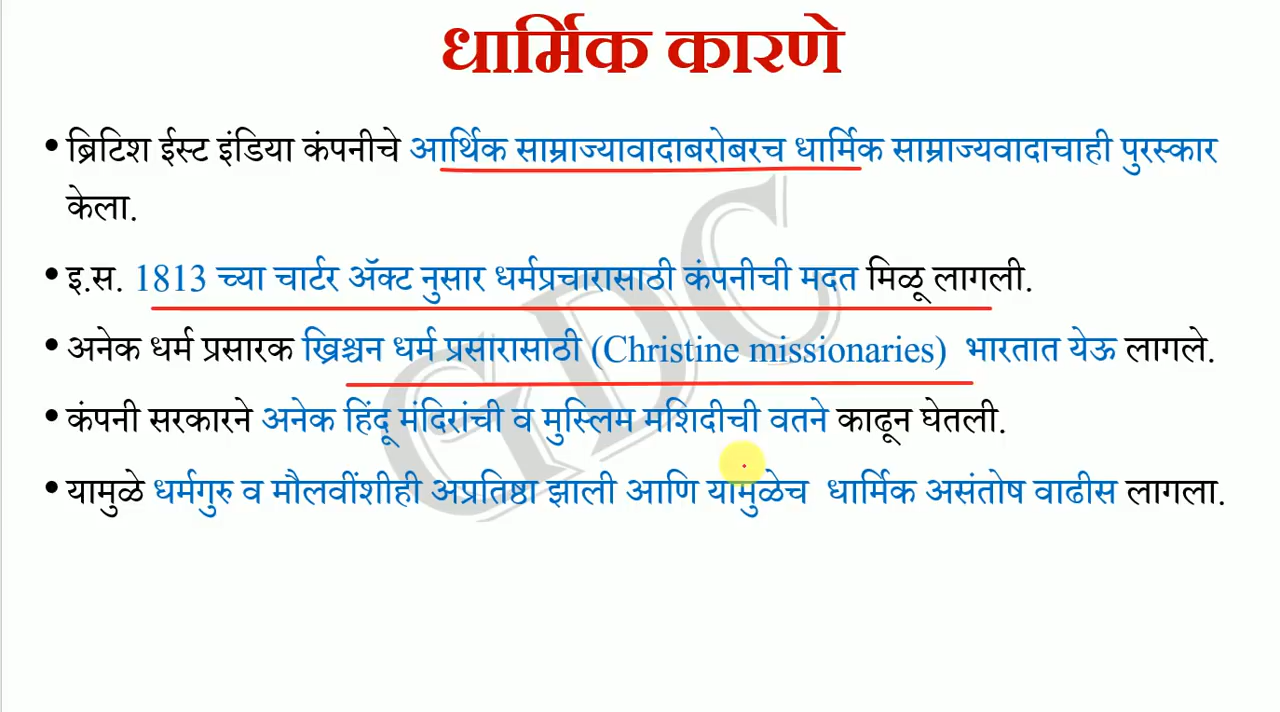 धार्मिक कारणे
• ब्रिटिश ईस्ट इंडिया कंपनीचे आर्थिक साम्राज्यावादाबरोबरच धार्मिक साम्राज्यवादाचाही पुरस्कार
केला.
• इ.स. 1813 च्या चार्टर ॲक्ट नुसार धर्मप्रचारासाठी कंपनीची मदत मिळू लागली.
• अनेक धर्म प्रसारक ख्रिश्चन धर्म प्रसारासाठी (Christine missionaries) भारतात येऊ लागले.
• कंपनी सरकारने अनेक हिंदू मंदिरांची व मुस्लिम मशिदीची वतने काढून घेतली.
• यामुळे धर्मगुरु व मौलवींशीही अप्रतिष्ठा झाली आणि यामुळेच धार्मिक असंतोष वाढीस लागला.
GDC